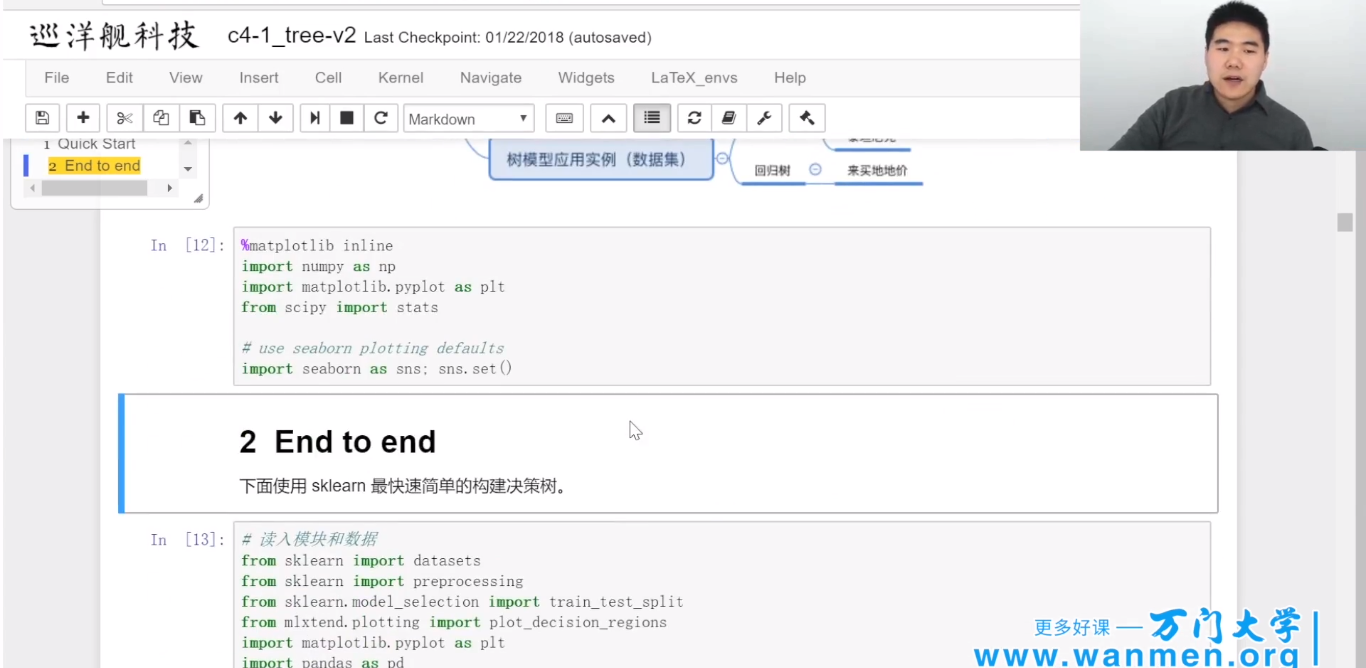 巡洋舰科技 c4-1_tree-v2 Last Checkpoint: 01/22/2018 (autosaved)
File Edit View Insert Cell Kernel Navigate Widgets LaTeX_envs Help
Markdown
1 Quick Start
2 End to end
树模型应用实例（数据集）
回归树
来买地地价
In [12]:
%matplotlib inline
import numpy as np
import matplotlib.pyplot as plt
from scipy import stats
# use seaborn plotting defaults
import seaborn as sns; sns.set()
2 End to end
下面使用 sklearn 最快速简单的构建决策树。
In [13]:
# 读入模块和数据
from sklearn import datasets
from sklearn import preprocessing
from sklearn.model_selection import train_test_split
from mlxtend.plotting import plot_decision_regions
import matplotlib.pyplot as plt
import pandas as pd
更多好课 — 万门大学
www.wanmen.org